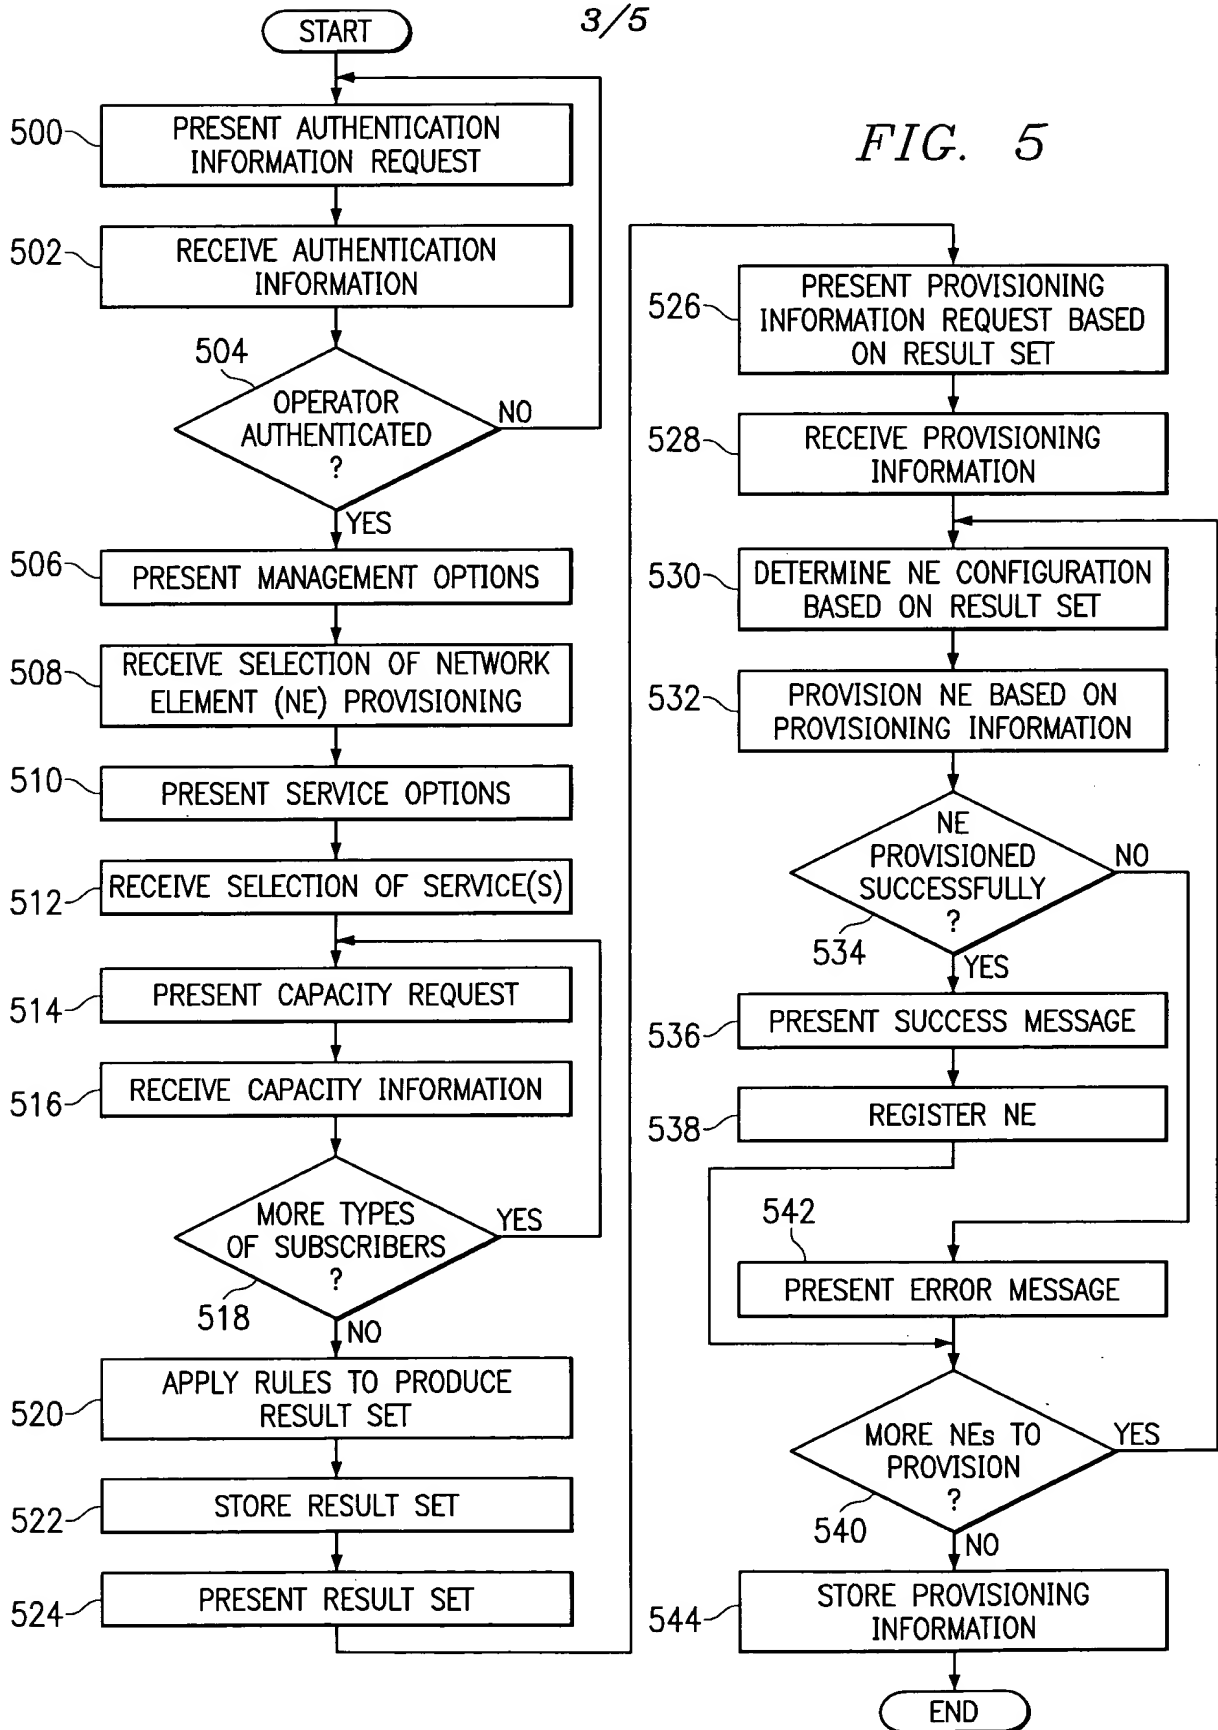 3/5
FIG. 5
START
500
PRESENT AUTHENTICATION
INFORMATION REQUEST
502
RECEIVE AUTHENTICATION
INFORMATION
504
OPERATOR
AUTHENTICATED
?
NO
YES
506
PRESENT MANAGEMENT OPTIONS
508
RECEIVE SELECTION OF NETWORK
ELEMENT (NE) PROVISIONING
510
PRESENT SERVICE OPTIONS
512
RECEIVE SELECTION OF SERVICE(S)
514
PRESENT CAPACITY REQUEST
516
RECEIVE CAPACITY INFORMATION
MORE TYPES
OF SUBSCRIBERS
?
YES
518
NO
520
APPLY RULES TO PRODUCE
RESULT SET
522
STORE RESULT SET
524
PRESENT RESULT SET
526
PRESENT PROVISIONING
INFORMATION REQUEST BASED
ON RESULT SET
528
RECEIVE PROVISIONING
INFORMATION
530
DETERMINE NE CONFIGURATION
BASED ON RESULT SET
532
PROVISION NE BASED ON
PROVISIONING INFORMATION
NE
PROVISIONED
SUCCESSFULLY
?
NO
534
YES
536
PRESENT SUCCESS MESSAGE
538
REGISTER NE
542
PRESENT ERROR MESSAGE
MORE NEs TO
PROVISION
?
YES
540
NO
544
STORE PROVISIONING
INFORMATION
END